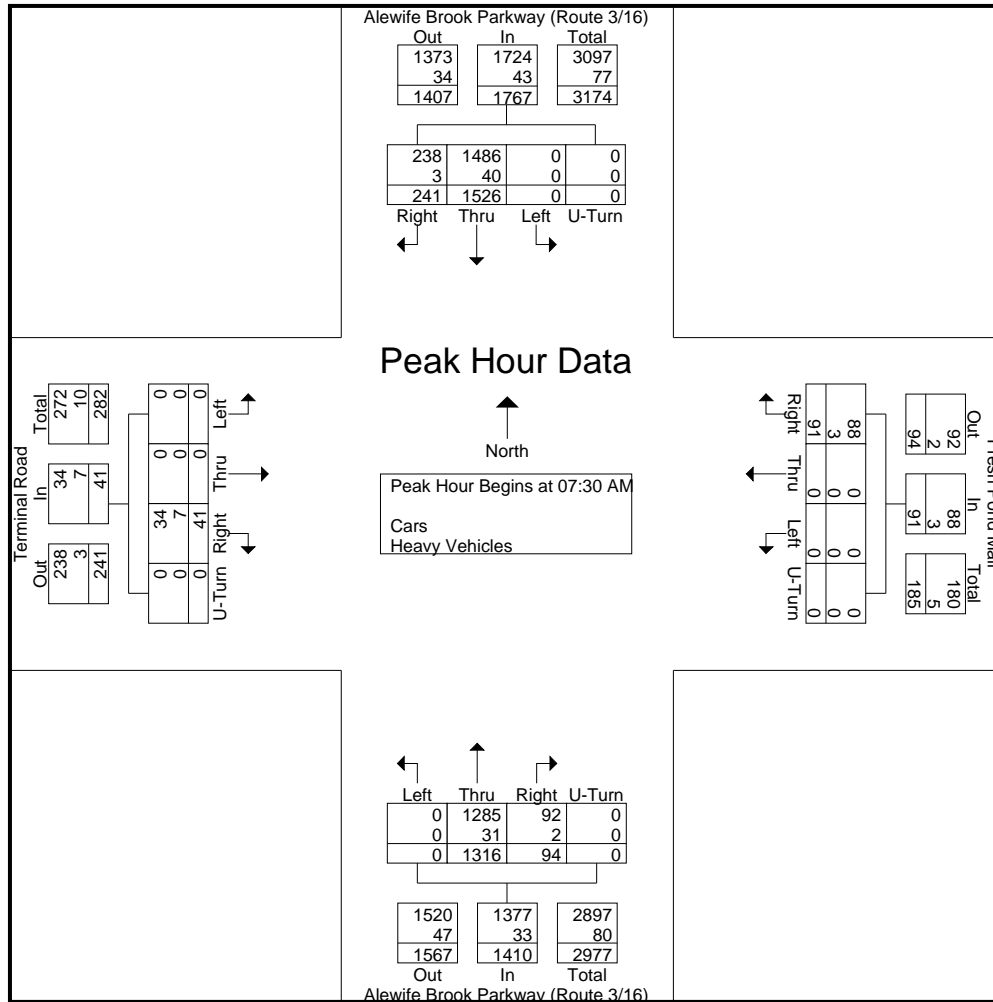 Alewife Brook Parkway (Route 3/16)
Out In Total
1373 1724 3097
34 43 77
1407 1767 3174
238 1486 0 0
3 40 0 0
241 1526 0 0
Right Thru Left U-Turn
Peak Hour Data
North
Peak Hour Begins at 07:30 AM
Cars
Heavy Vehicles
Terminal Road
Out In Total
238 34 272
3 7 10
241 41 282
0 34 0 0
0 7 0 0
0 41 0 0
U-Turn Right Thru Left
Fresh Pond Mall
Out In Total
92 88 180
2 3 5
94 91 185
88 0 0 0
3 0 0 0
91 0 0 0
Right Thru Left U-Turn
Left Thru Right U-Turn
0 1285 92 0
0 31 2 0
0 1316 94 0
1520 1377 2897
47 33 80
1567 1410 2977
Out In Total
Alewife Brook Parkway (Route 3/16)